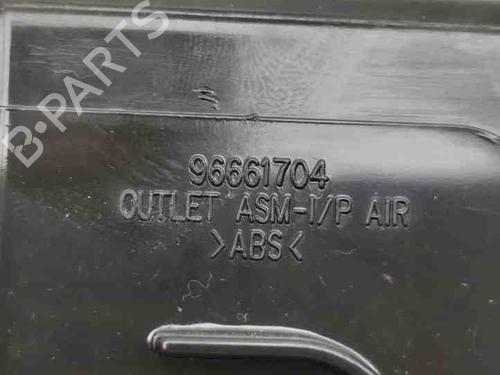 B-PARTS
96661704
OUTLET ASM-I/P AIR
>ABS<